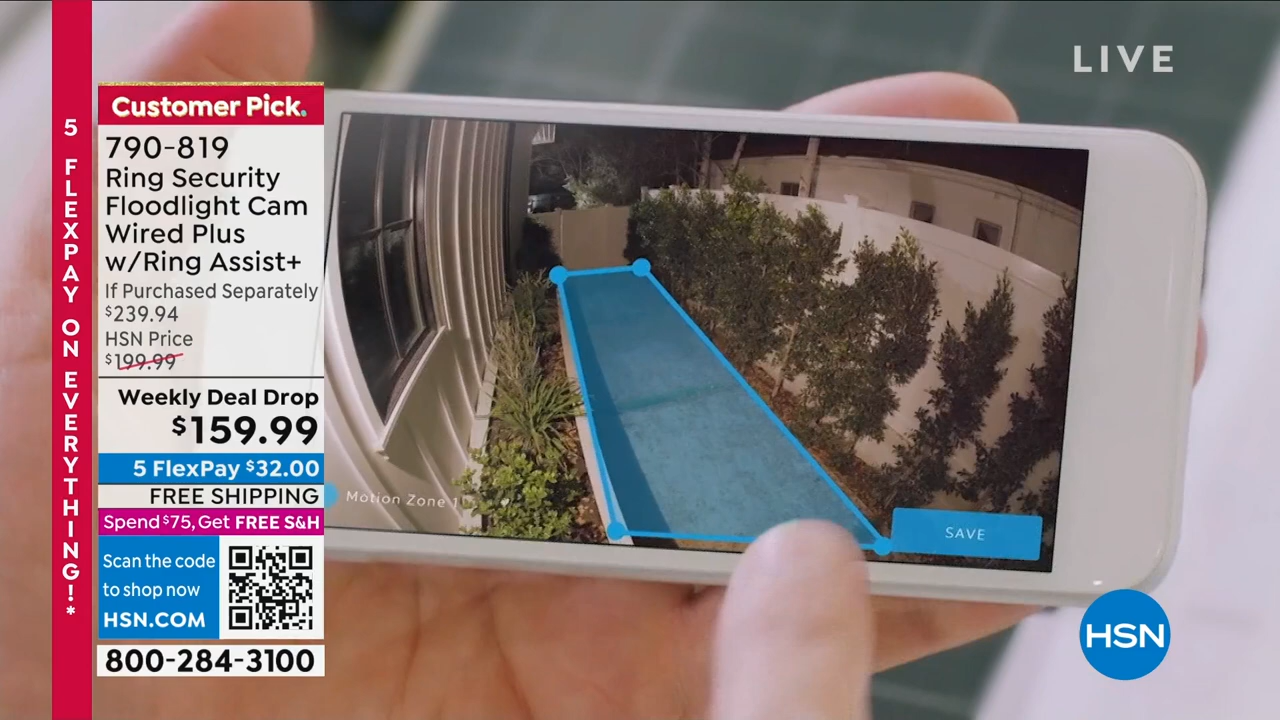 LIVE
5 FLEXPAY ON EVERYTHING!*
Customer Pick.
790-819
Ring Security
Floodlight Cam
Wired Plus
w/Ring Assist+
If Purchased Separately
$239.94
HSN Price
$199.99
Weekly Deal Drop
$159.99
5 FlexPay $32.00
FREE SHIPPING
Spend $75, Get FREE S&H
Scan the code
to shop now
HSN.COM
800-284-3100
Motion Zone 1
SAVE
HSN